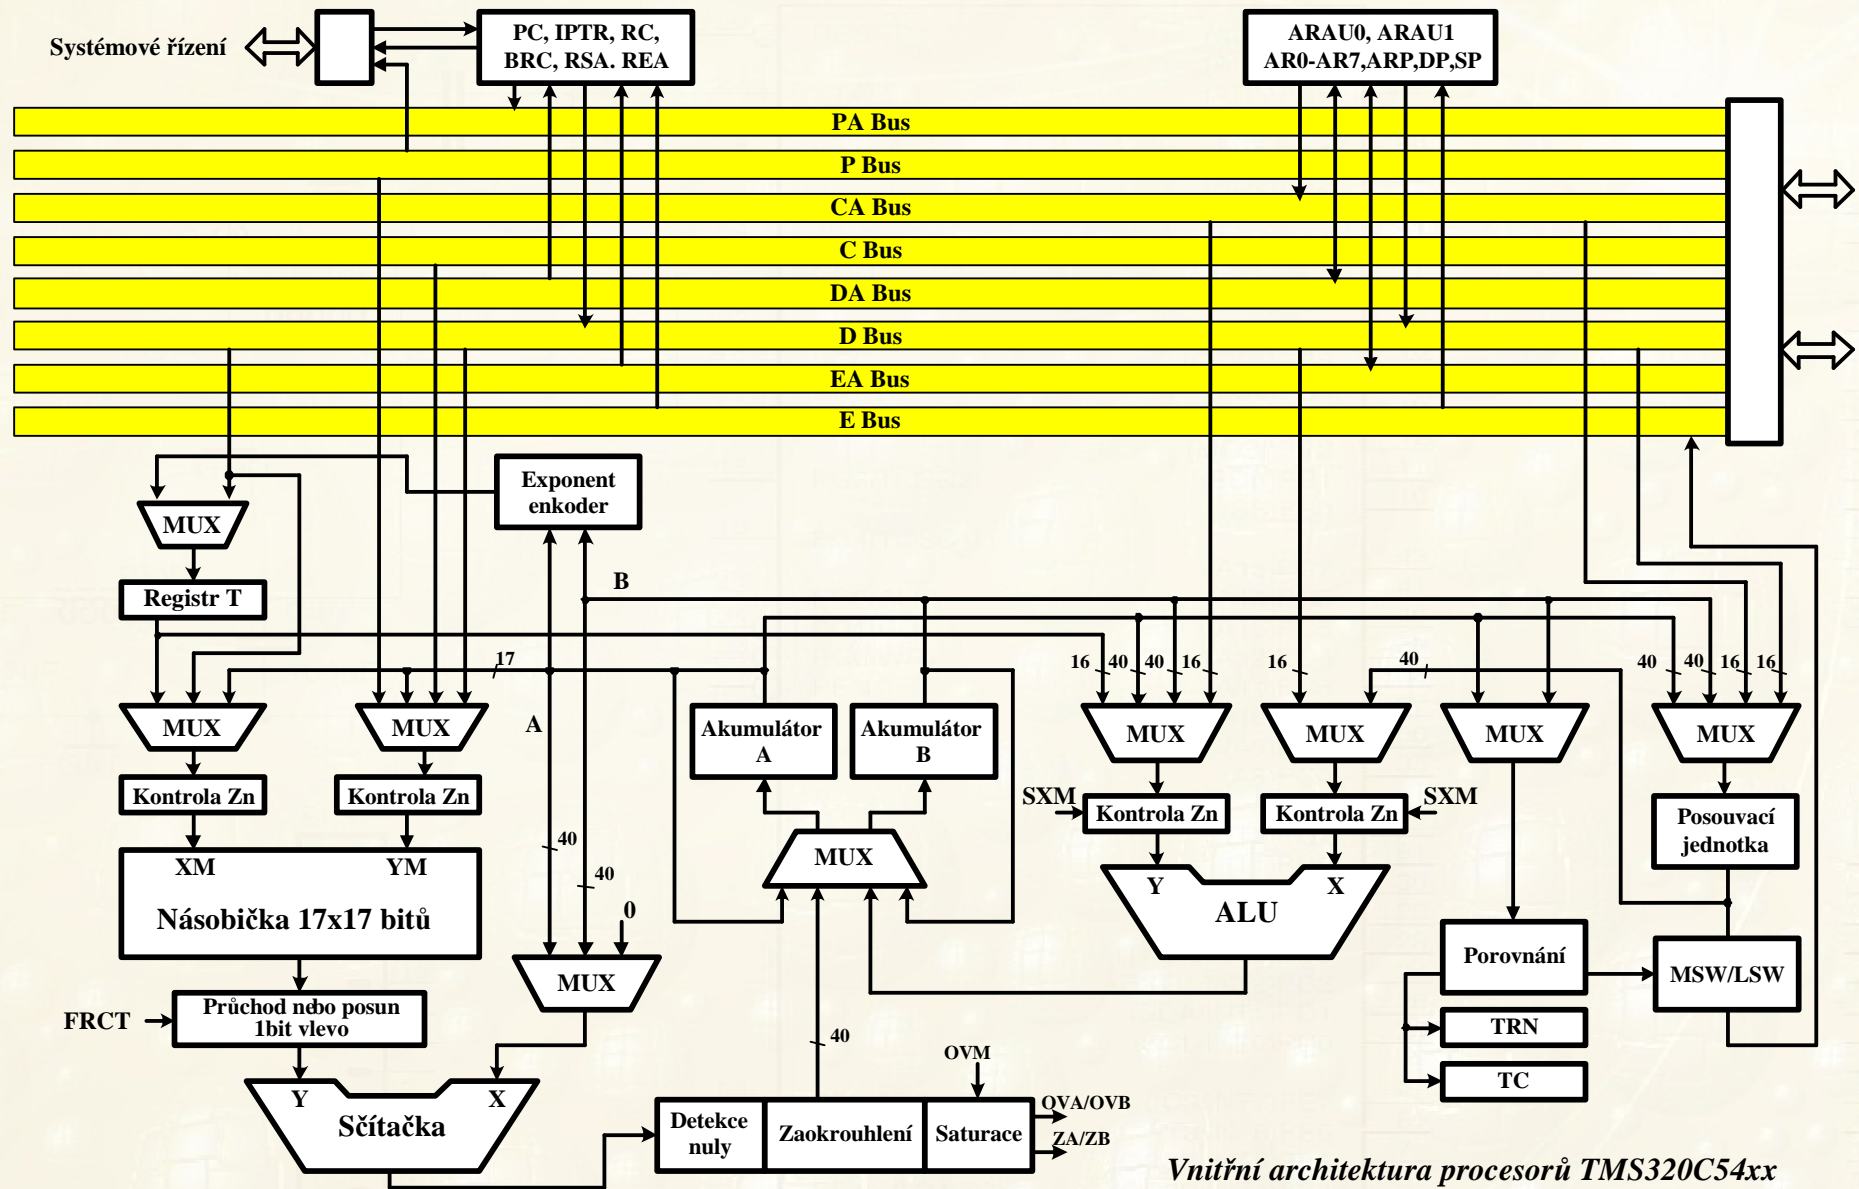 Systémové řízení
PC, IPTR, RC,
BRC, RSA. REA
ARAU0, ARAU1
AR0-AR7,ARP,DP,SP
PA Bus
P Bus
CA Bus
C Bus
DA Bus
D Bus
EA Bus
E Bus
Exponent
enkoder
MUX
Registr T
B
17
16
40
40
16
16
40
40
40
16
16
A
MUX
MUX
Akumulátor
A
Akumulátor
B
MUX
MUX
MUX
MUX
Kontrola Zn
Kontrola Zn
SXM
Kontrola Zn
Kontrola Zn
SXM
Posouvací
jednotka
XM
YM
Násobička 17x17 bitů
40
40
0
MUX
Y
X
ALU
MUX
Porovnání
MSW/LSW
FRCT
Průchod nebo posun
1bit vlevo
TRN
TC
40
OVM
Y
X
Sčítačka
Detekce
nuly
Zaokrouhlení
Saturace
OVA/OVB
ZA/ZB
Vnitřní architektura procesorů TMS320C54xx